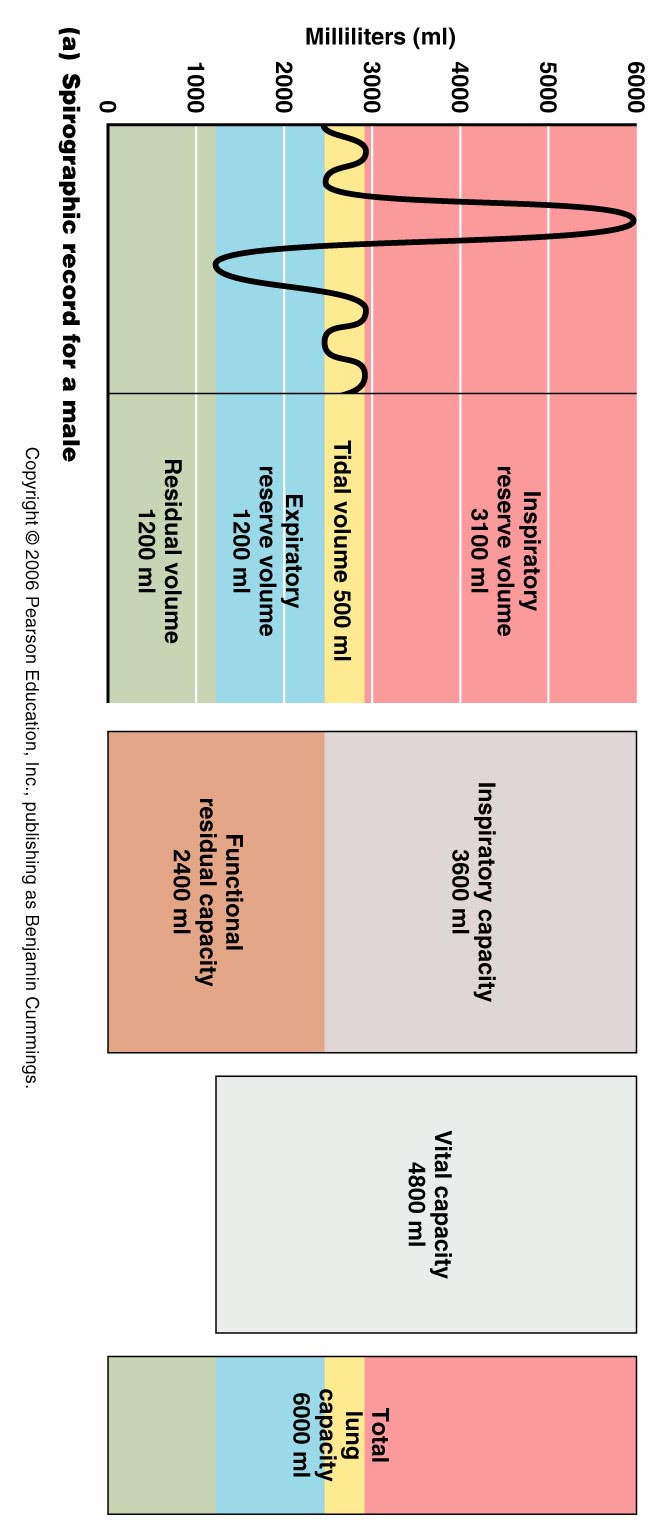 Milliliters (ml)
6000
5000
4000
3000
2000
1000
0
Inspiratory
reserve volume
3100 ml
Tidal volume 500 ml
Expiratory
reserve volume
1200 ml
Residual volume
1200 ml
Inspiratory capacity
3600 ml
Functional
residual capacity
2400 ml
Vital capacity
4800 ml
Total
lung
capacity
6000 ml
(a) Spirographic record for a male
Copyright © 2006 Pearson Education, Inc., publishing as Benjamin Cummings.